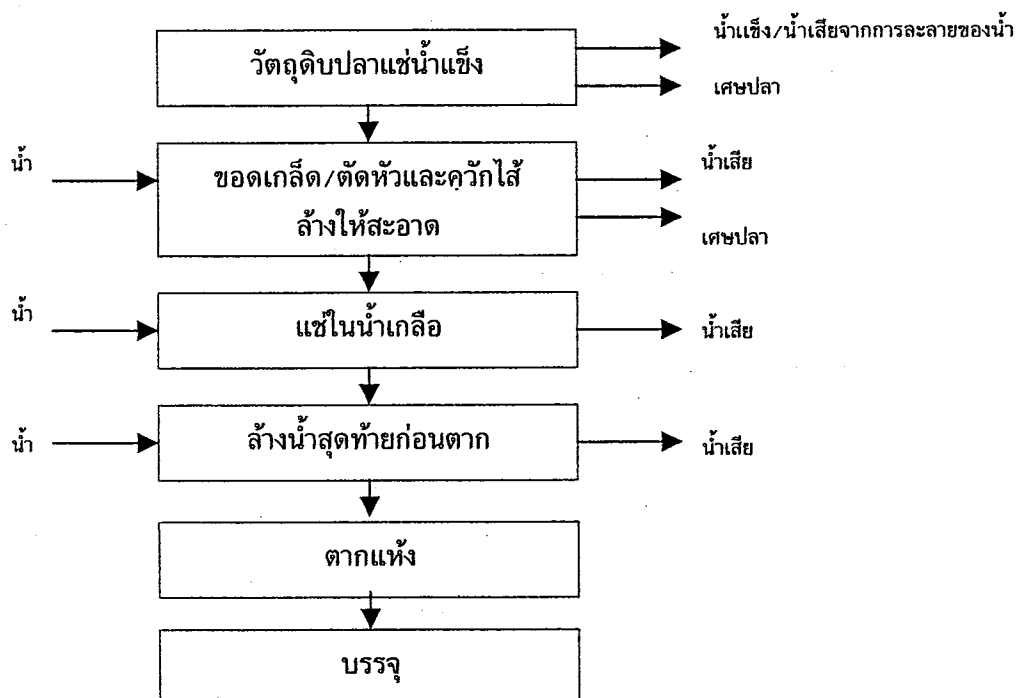 น้ำแข็ง/น้ำเสียจากการละลายของน้ำ
วัตถุดิบปลาแช่น้ำแข็ง
เศษปลา
น้ำ
ขอดเกล็ด/ตัดหัวและควักไส้
ล้างให้สะอาด
น้ำเสีย
เศษปลา
น้ำ
แช่ในน้ำเกลือ
น้ำเสีย
น้ำ
ล้างน้ำสุดท้ายก่อนตาก
น้ำเสีย
ตากแห้ง
บรรจุ